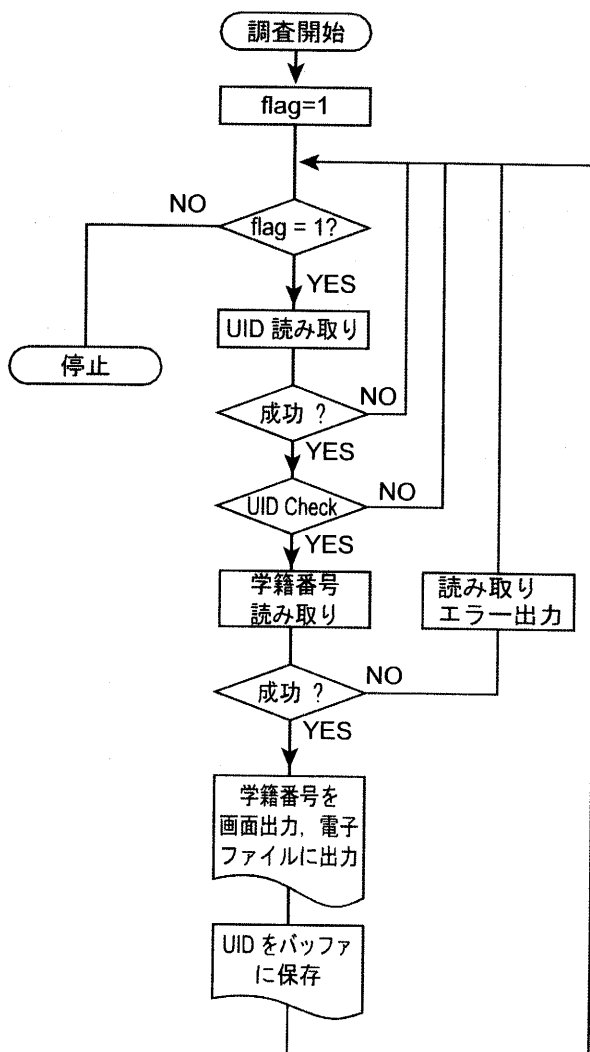 調査開始
flag=1
NO
flag = 1?
YES
UID 読み取り
停止
成功 ?
NO
YES
UID Check
NO
YES
学籍番号
読み取り
読み取り
エラー出力
成功 ?
NO
YES
学籍番号を
画面出力，電子
ファイルに出力
UID をバッファ
に保存